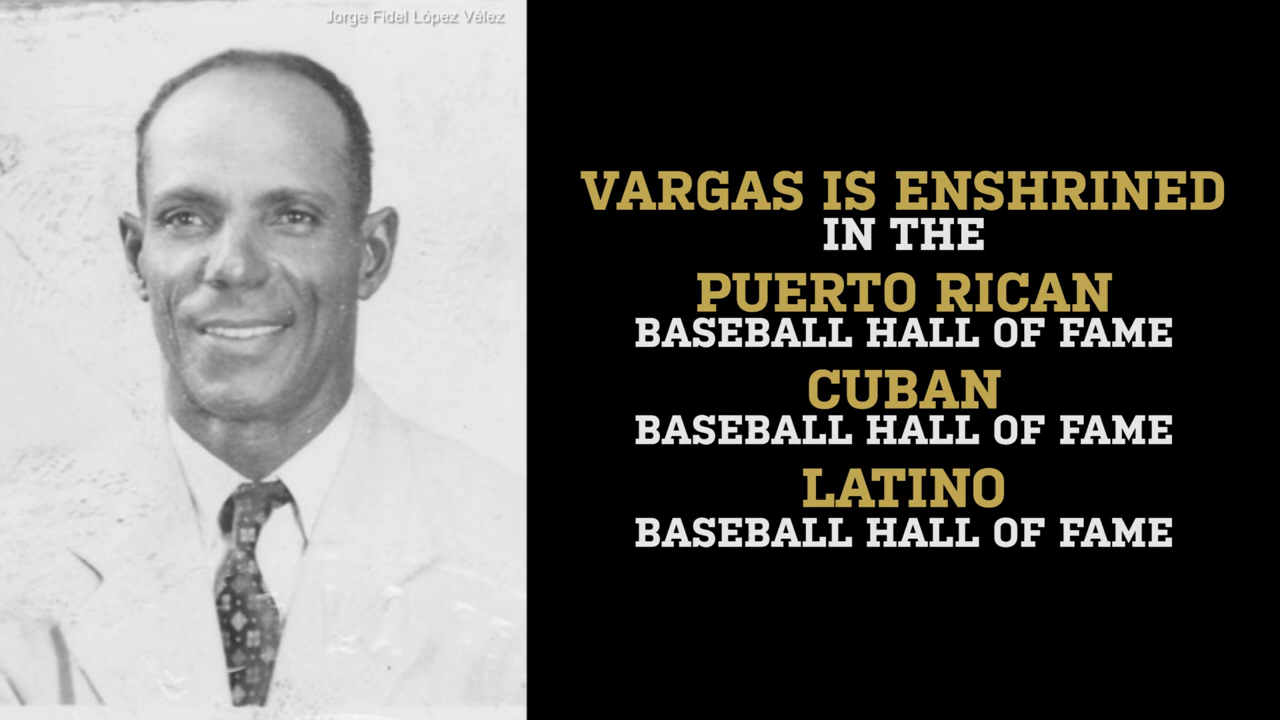 Jorge Fidel López Vélez
VARGAS IS ENSHRINED
IN THE
PUERTO RICAN
BASEBALL HALL OF FAME
CUBAN
BASEBALL HALL OF FAME
LATINO
BASEBALL HALL OF FAME